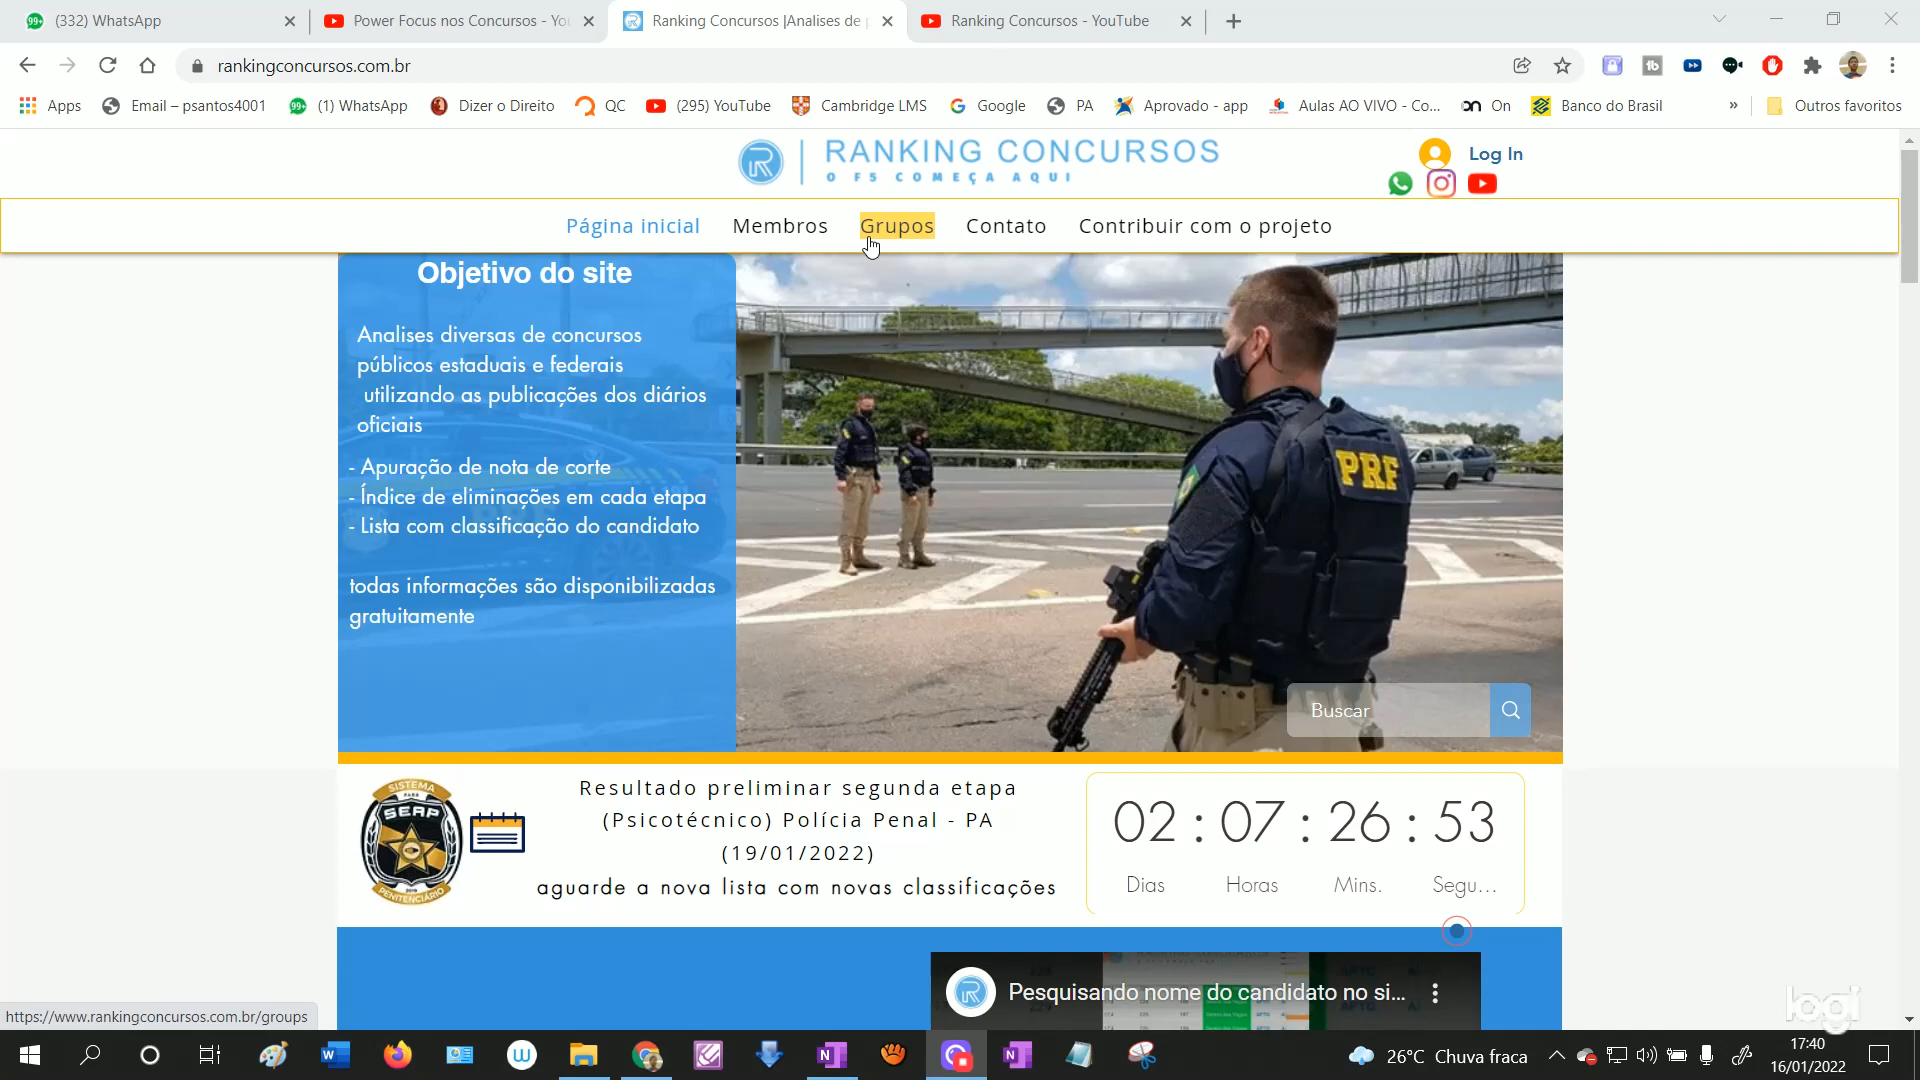 (332) WhatsApp
Power Focus nos Concursos - You
Ranking Concursos |Analises de p
Ranking Concursos - YouTube
rankingconcursos.com.br
Apps
Email – psantos4001
(1) WhatsApp
Dizer o Direito
QC
(295) YouTube
Cambridge LMS
Google
PA
Aprovado - app
Aulas AO VIVO - Co...
On
Banco do Brasil
»
Outros favoritos
RANKING CONCURSOS
O F5 COMEÇA AQUI
Log In
Página inicial
Membros
Grupos
Contato
Contribuir com o projeto
Objetivo do site
Analises diversas de concursos
públicos estaduais e federais
utilizando as publicações dos diários
oficiais
- Apuração de nota de corte
- Índice de eliminações em cada etapa
- Lista com classificação do candidato
todas informações são disponibilizadas
gratuitamente
PRF
Buscar
SISTEMA
PARÁ
SEAP
PENITENCIÁRIO
Resultado preliminar segunda etapa
(Psicotécnico) Polícia Penal - PA
(19/01/2022)
aguarde a nova lista com novas classificações
02 : 07 : 26 : 53
Dias
Horas
Mins.
Segu...
Pesquisando nome do candidato no si...
https://www.rankingconcursos.com.br/groups
logi
26°C Chuva fraca
17:40
16/01/2022